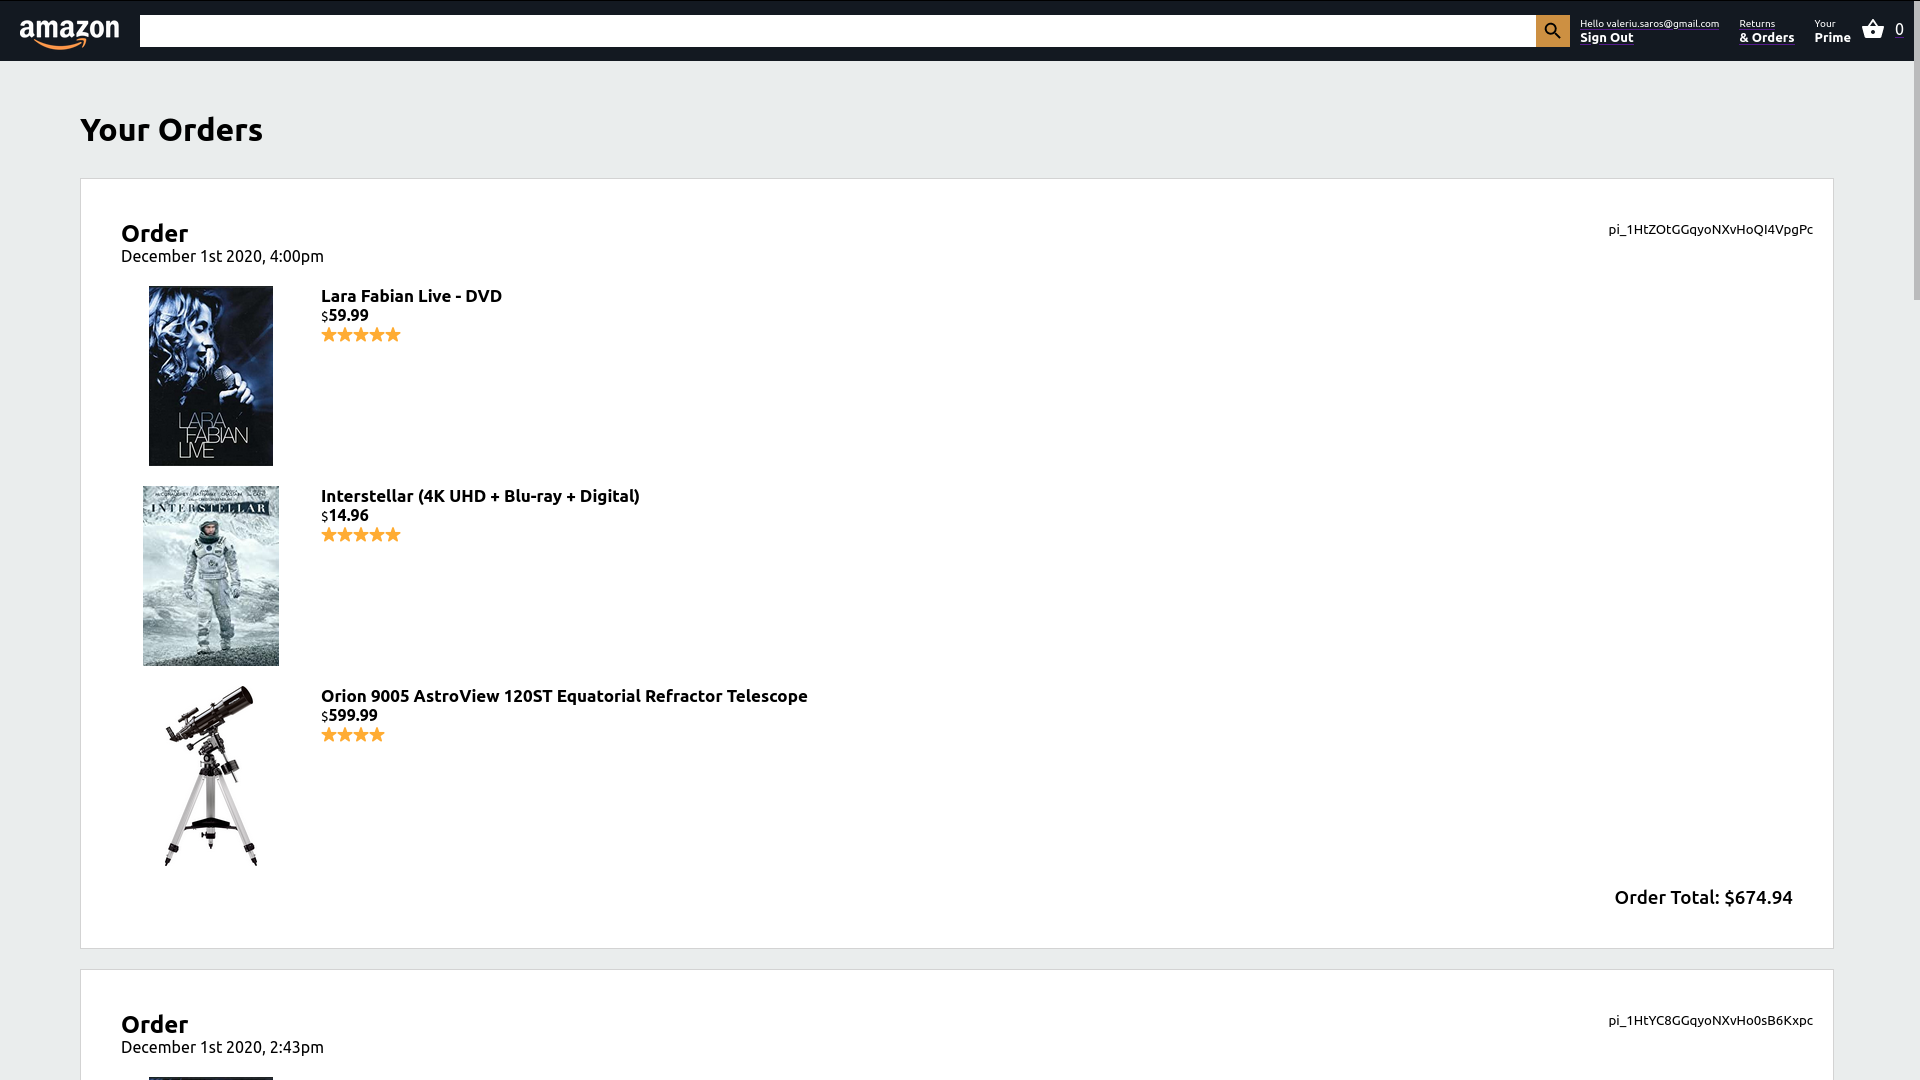 amazon
Hello valeriu.saros@gmail.com
Sign Out
Returns
& Orders
Your
Prime
0
Your Orders
Order
pi_1HtZOtGGqyoNXvHoQI4VpgPc
December 1st 2020, 4:00pm
LARA
FABIAN
LIVE
Lara Fabian Live - DVD
$59.99
INTERSTELLAR
Interstellar (4K UHD + Blu-ray + Digital)
$14.96
Orion 9005 AstroView 120ST Equatorial Refractor Telescope
$599.99
Order Total: $674.94
Order
pi_1HtYC8GGqyoNXvHo0sB6Kxpc
December 1st 2020, 2:43pm